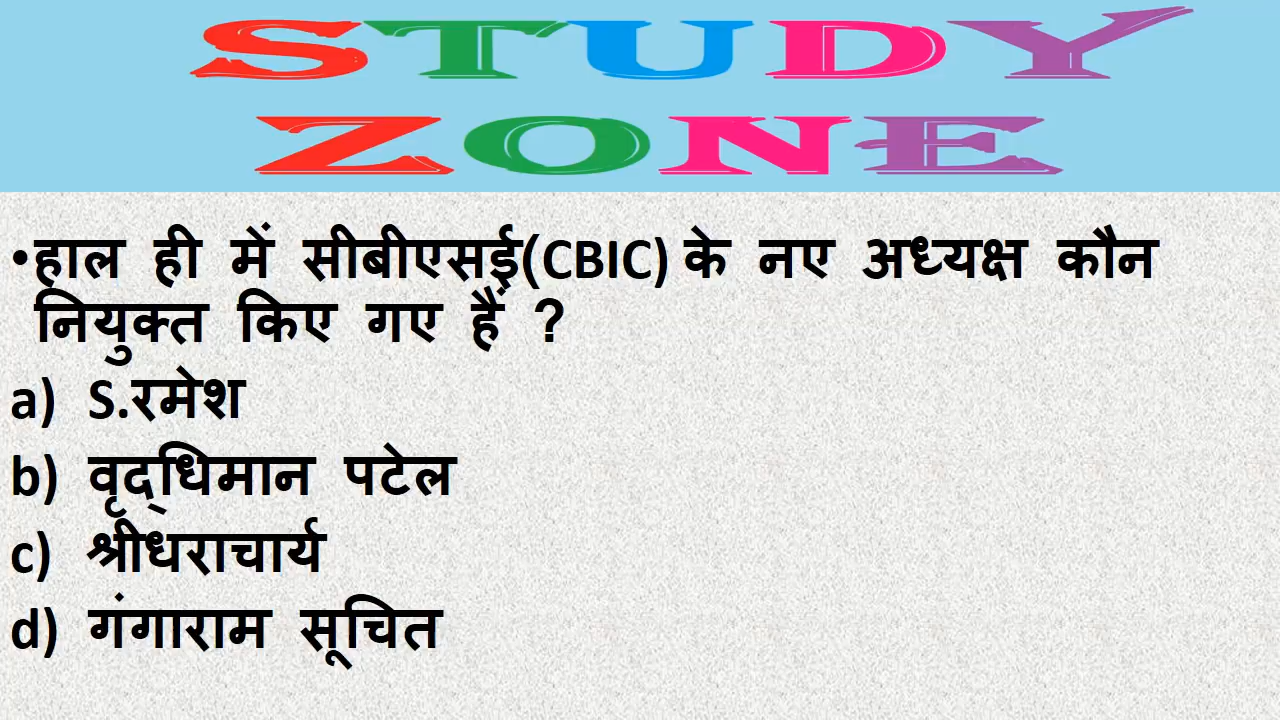 STUDY
ZONE
•हाल ही में सीबीएसई(CBIC) के नए अध्यक्ष कौन
नियुक्त किए गए हैं ?
a) S.रमेश
b) वृद्धिमान पटेल
c) श्रीधराचार्य
d) गंगाराम सूचित